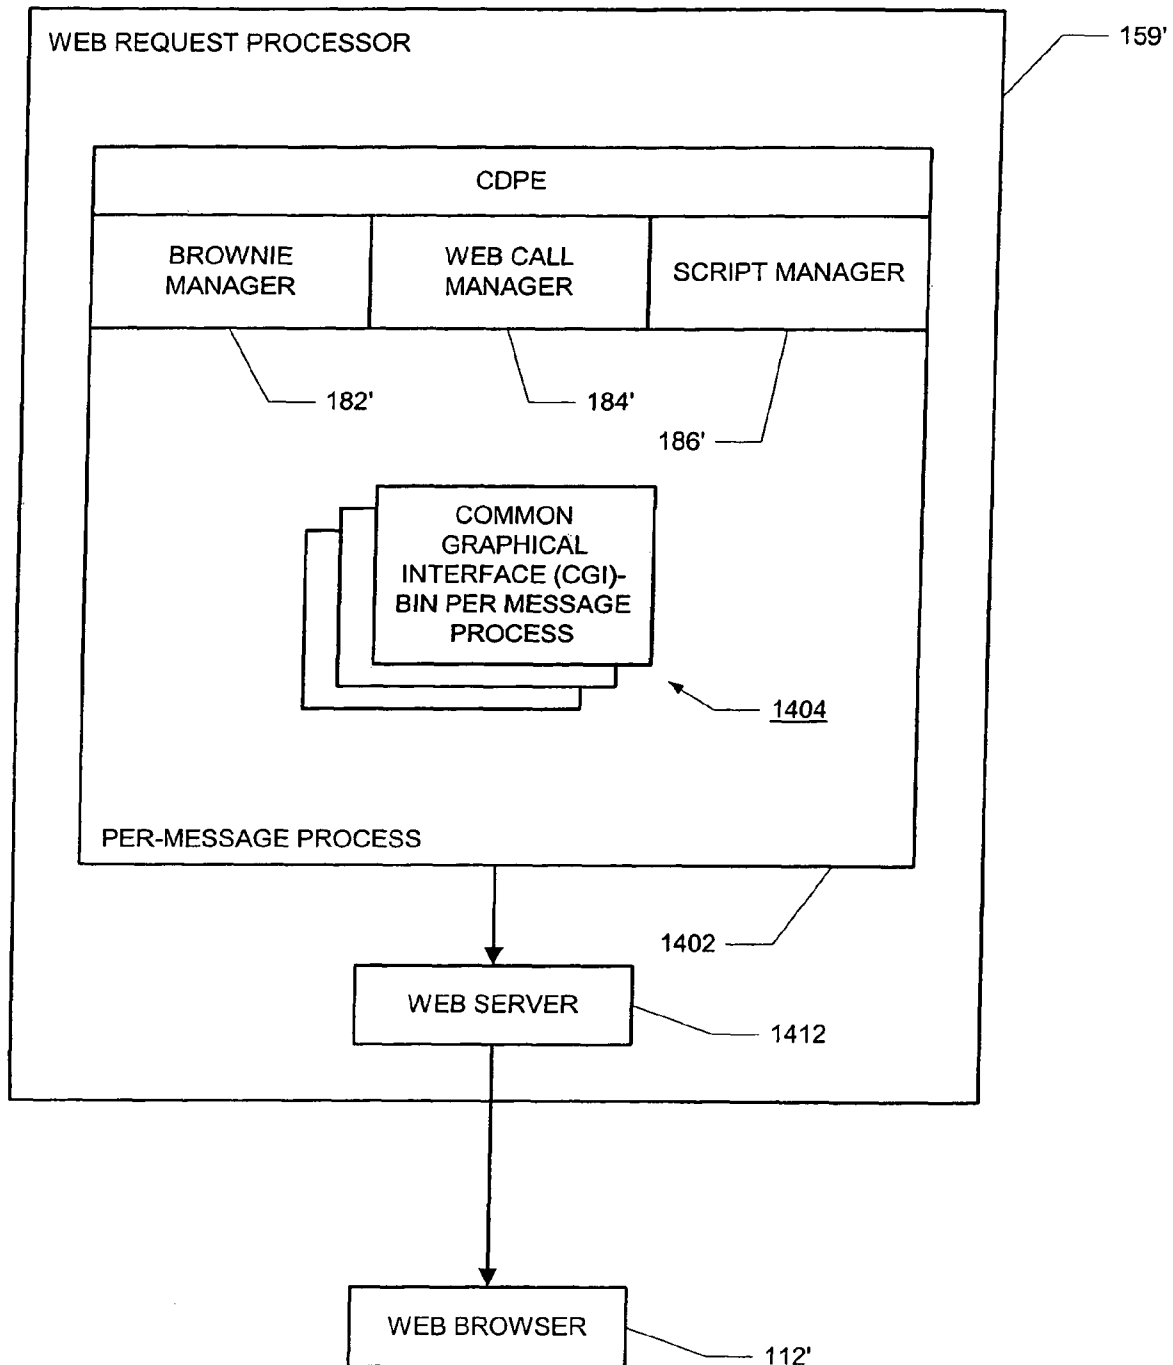 WEB REQUEST PROCESSOR
159'
CDPE
BROWNIE
MANAGER
WEB CALL
MANAGER
SCRIPT MANAGER
182'
184'
186'
COMMON
GRAPHICAL
INTERFACE (CGI)-
BIN PER MESSAGE
PROCESS
1404
PER-MESSAGE PROCESS
1402
WEB SERVER
1412
WEB BROWSER
112'